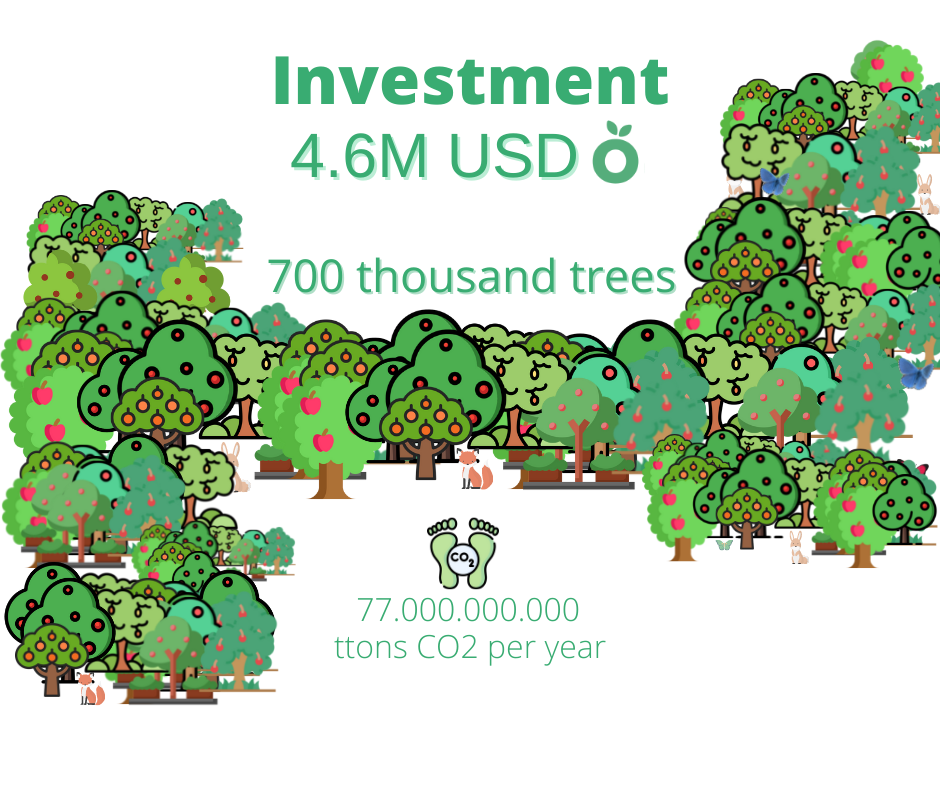 Investment
4.6M USD
700 thousand trees
CO2
77.000.000.000
ttons CO2 per year